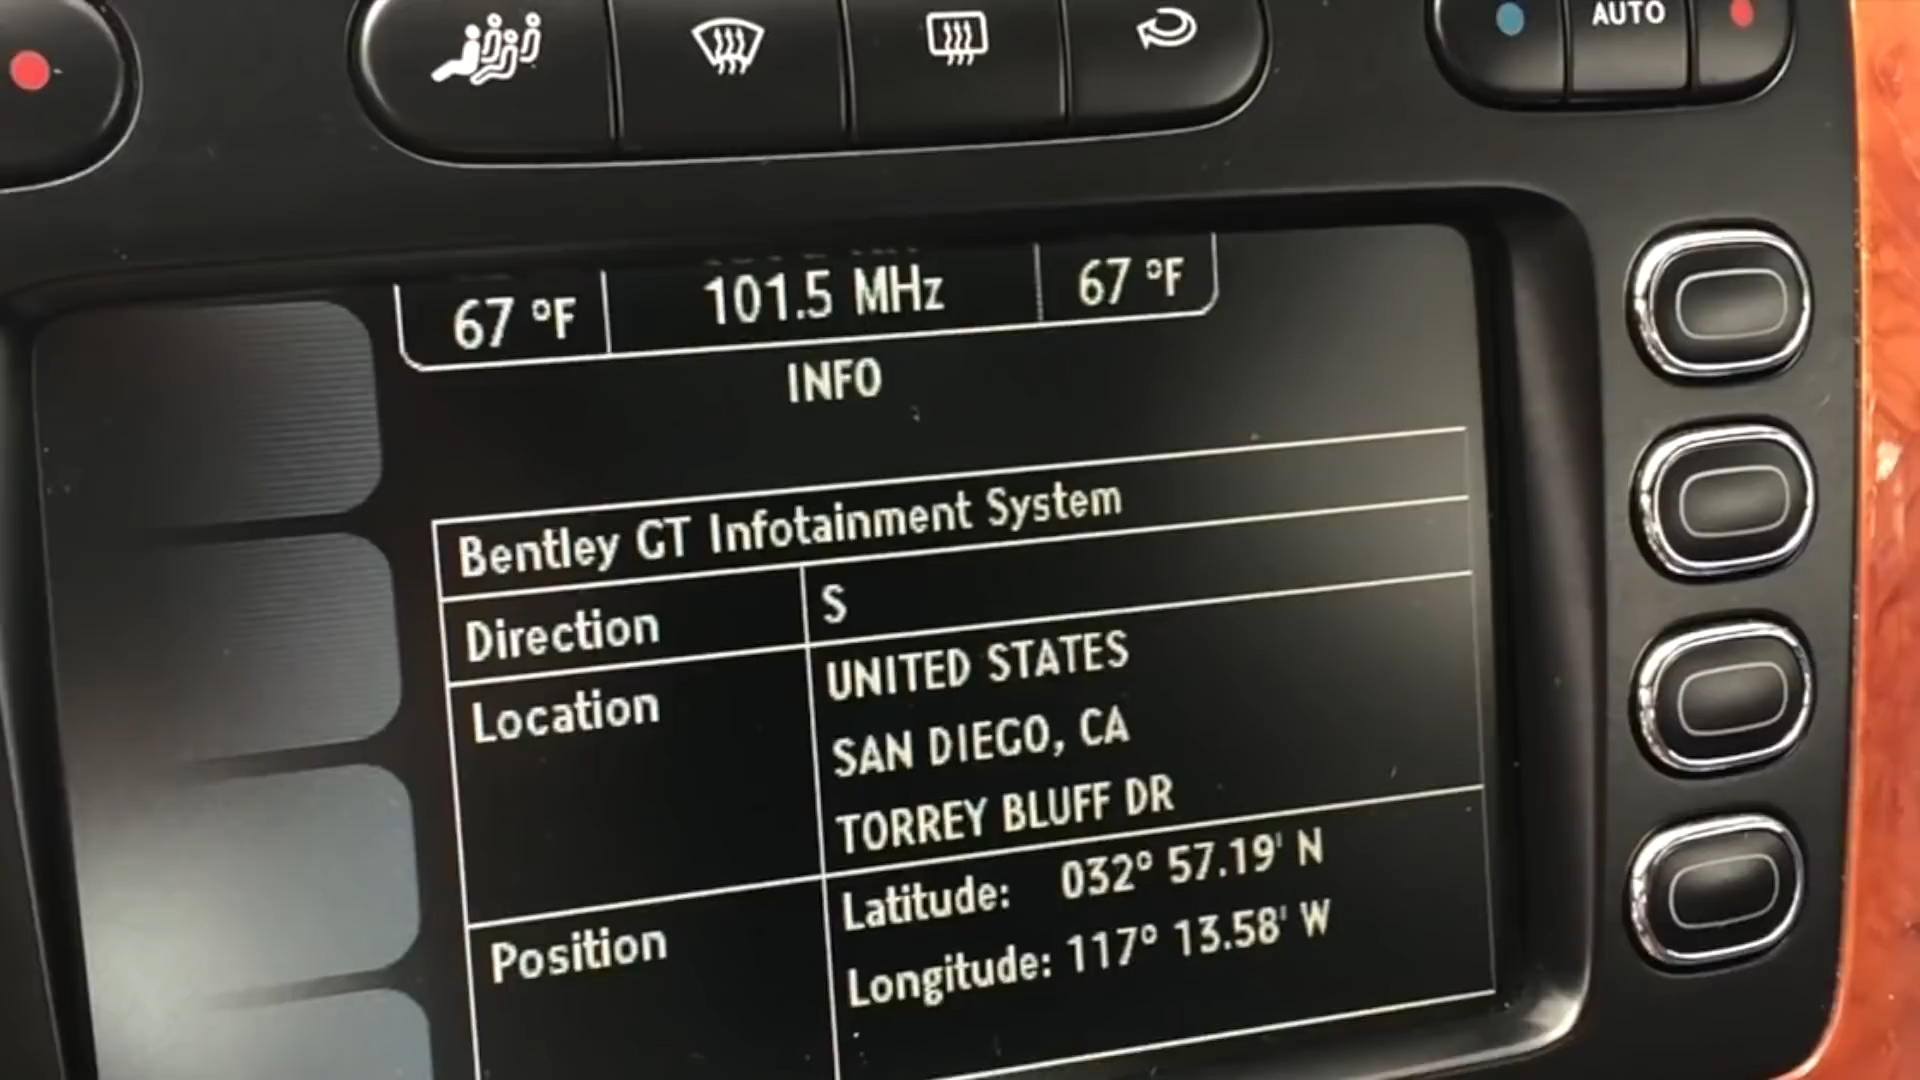 AUTO
67 °F 101.5 MHz 67 °F
INFO
Bentley GT Infotainment System
Direction S
Location UNITED STATES
SAN DIEGO, CA
TORREY BLUFF DR
Position Latitude: 032° 57.19' N
Longitude: 117° 13.58' W